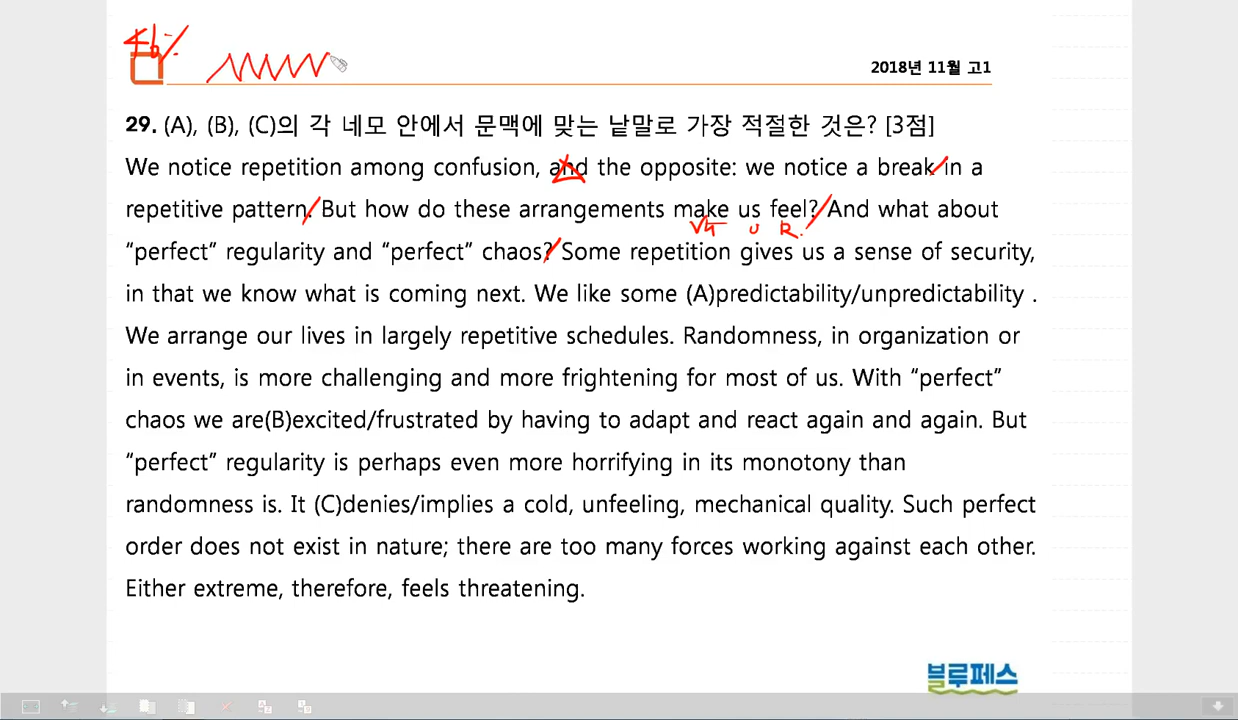 46%
2018년 11월 고1
29. (A), (B), (C)의 각 네모 안에서 문맥에 맞는 낱말로 가장 적절한 것은? [3점]
We notice repetition among confusion, and the opposite: we notice a break in a
repetitive pattern. But how do these arrangements make us feel? And what about
“perfect” regularity and “perfect” chaos? Some repetition gives us a sense of security,
in that we know what is coming next. We like some (A)predictability/unpredictability .
We arrange our lives in largely repetitive schedules. Randomness, in organization or
in events, is more challenging and more frightening for most of us. With “perfect”
chaos we are(B)excited/frustrated by having to adapt and react again and again. But
“perfect” regularity is perhaps even more horrifying in its monotony than
randomness is. It (C)denies/implies a cold, unfeeling, mechanical quality. Such perfect
order does not exist in nature; there are too many forces working against each other.
Either extreme, therefore, feels threatening.
블루페스